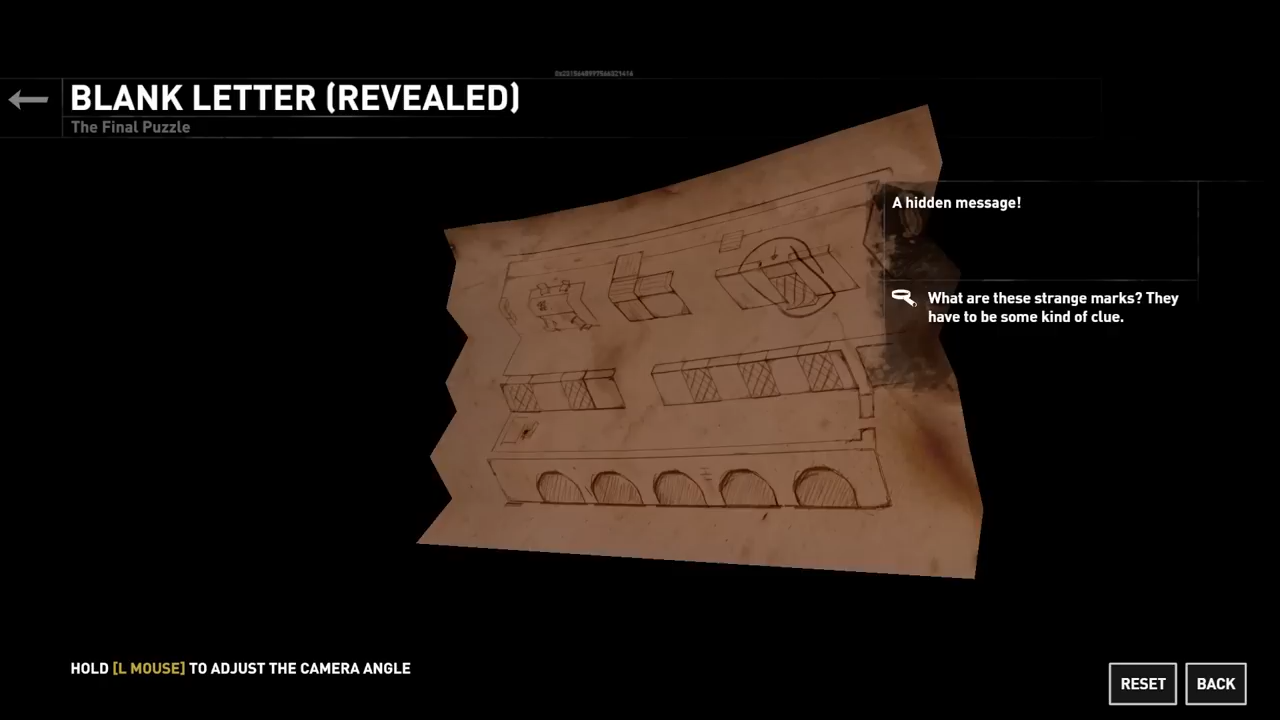 BLANK LETTER (REVEALED)
The Final Puzzle
A hidden message!
What are these strange marks? They
have to be some kind of clue.
HOLD [L MOUSE] TO ADJUST THE CAMERA ANGLE
RESET
BACK